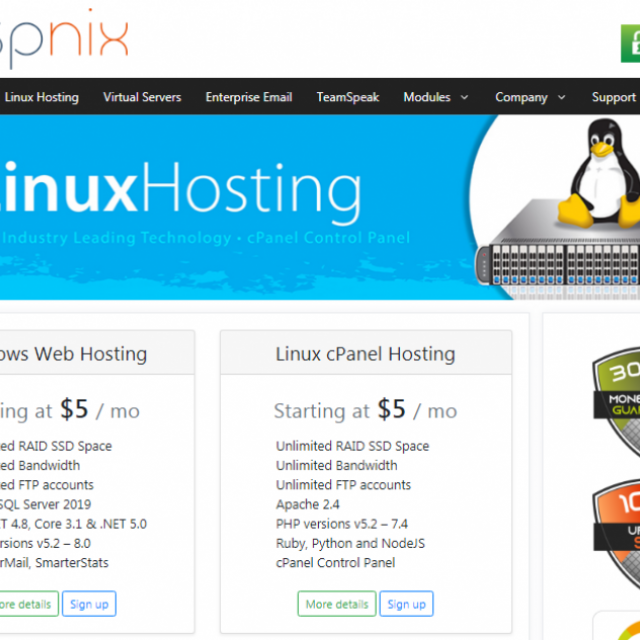 spnix
Linux Hosting Virtual Servers Enterprise Email TeamSpeak Modules Company Support
inuxHosting
Industry Leading Technology · cPanel Control Panel
ows Web Hosting
ing at $5 / mo
ed RAID SSD Space
ed Bandwidth
ed FTP accounts
SQL Server 2019
T 4.8, Core 3.1 & .NET 5.0
rsions v5.2 – 8.0
rMail, SmarterStats
ore details Sign up
Linux cPanel Hosting
Starting at $5 / mo
Unlimited RAID SSD Space
Unlimited Bandwidth
Unlimited FTP accounts
Apache 2.4
PHP versions v5.2 – 7.4
Ruby, Python and NodeJS
cPanel Control Panel
More details Sign up
30
MONE
GUA
10
UP